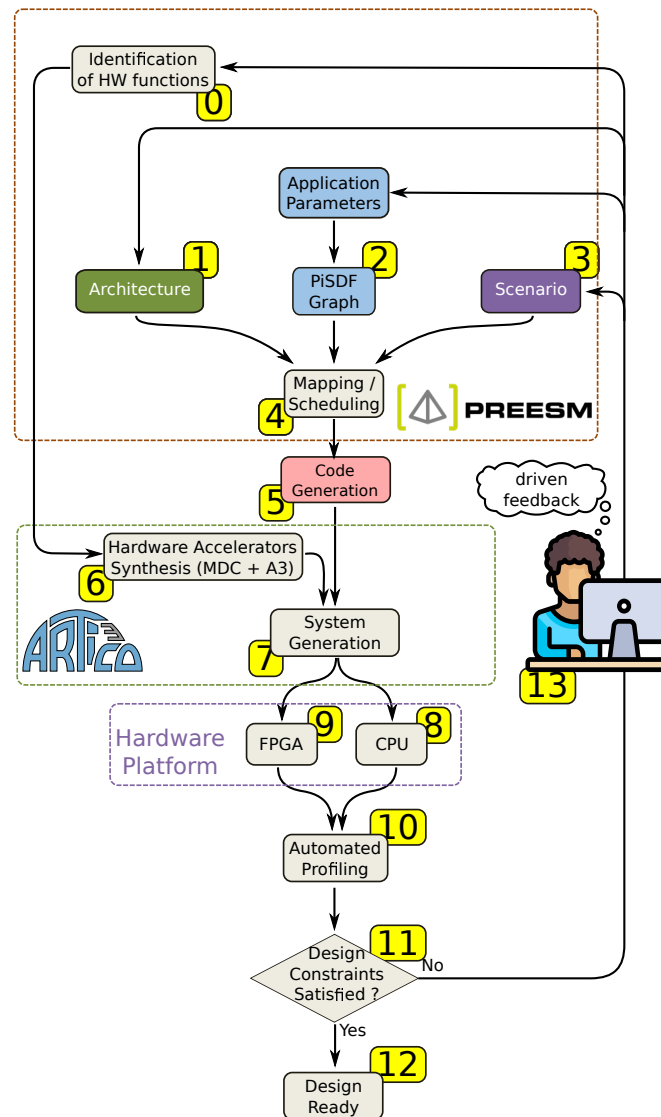 Identification
of HW functions
0
Application
Parameters
1
2
3
Architecture
PiSDF
Graph
Scenario
Mapping /
Scheduling
4
PREESM
Code
Generation
5
driven
feedback
Hardware Accelerators
Synthesis (MDC + A3)
6
ARTiCo3
System
Generation
7
13
9
8
Hardware
Platform
FPGA
CPU
10
Automated
Profiling
11
Design
Constraints
Satisfied ?
No
Yes
12
Design
Ready